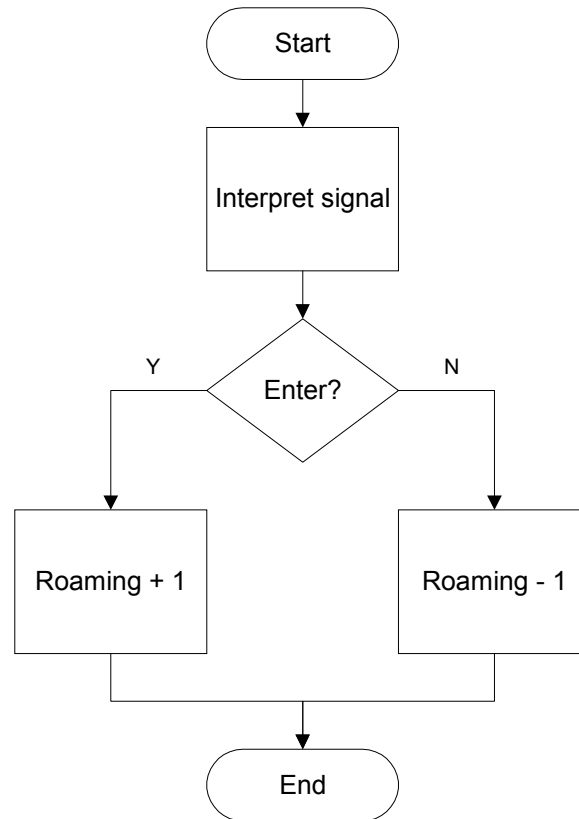 Start
Interpret signal
Enter?
Y
N
Roaming + 1
Roaming - 1
End